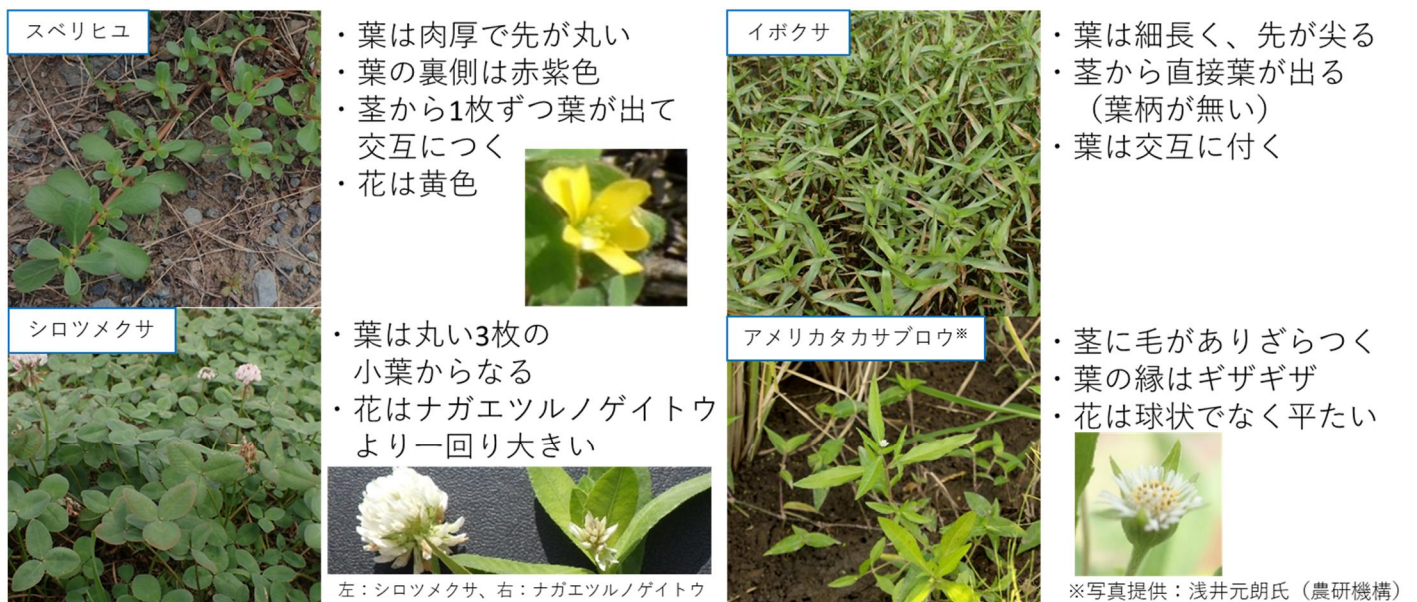 スベリヒユ
・葉は肉厚で先が丸い
・葉の裏側は赤紫色
・茎から1枚ずつ葉が出て
交互につく
・花は黄色
イボクサ
・葉は細長く、先が尖る
・茎から直接葉が出る
（葉柄が無い）
・葉は交互に付く
シロツメクサ
・葉は丸い3枚の
小葉からなる
・花はナガエツルノゲイトウ
より一回り大きい
左：シロツメクサ、右：ナガエツルノゲイトウ
アメリカタカサブロウ※
・茎に毛がありざらつく
・葉の縁はギザギザ
・花は球状でなく平たい
※写真提供：浅井元朗氏（農研機構）